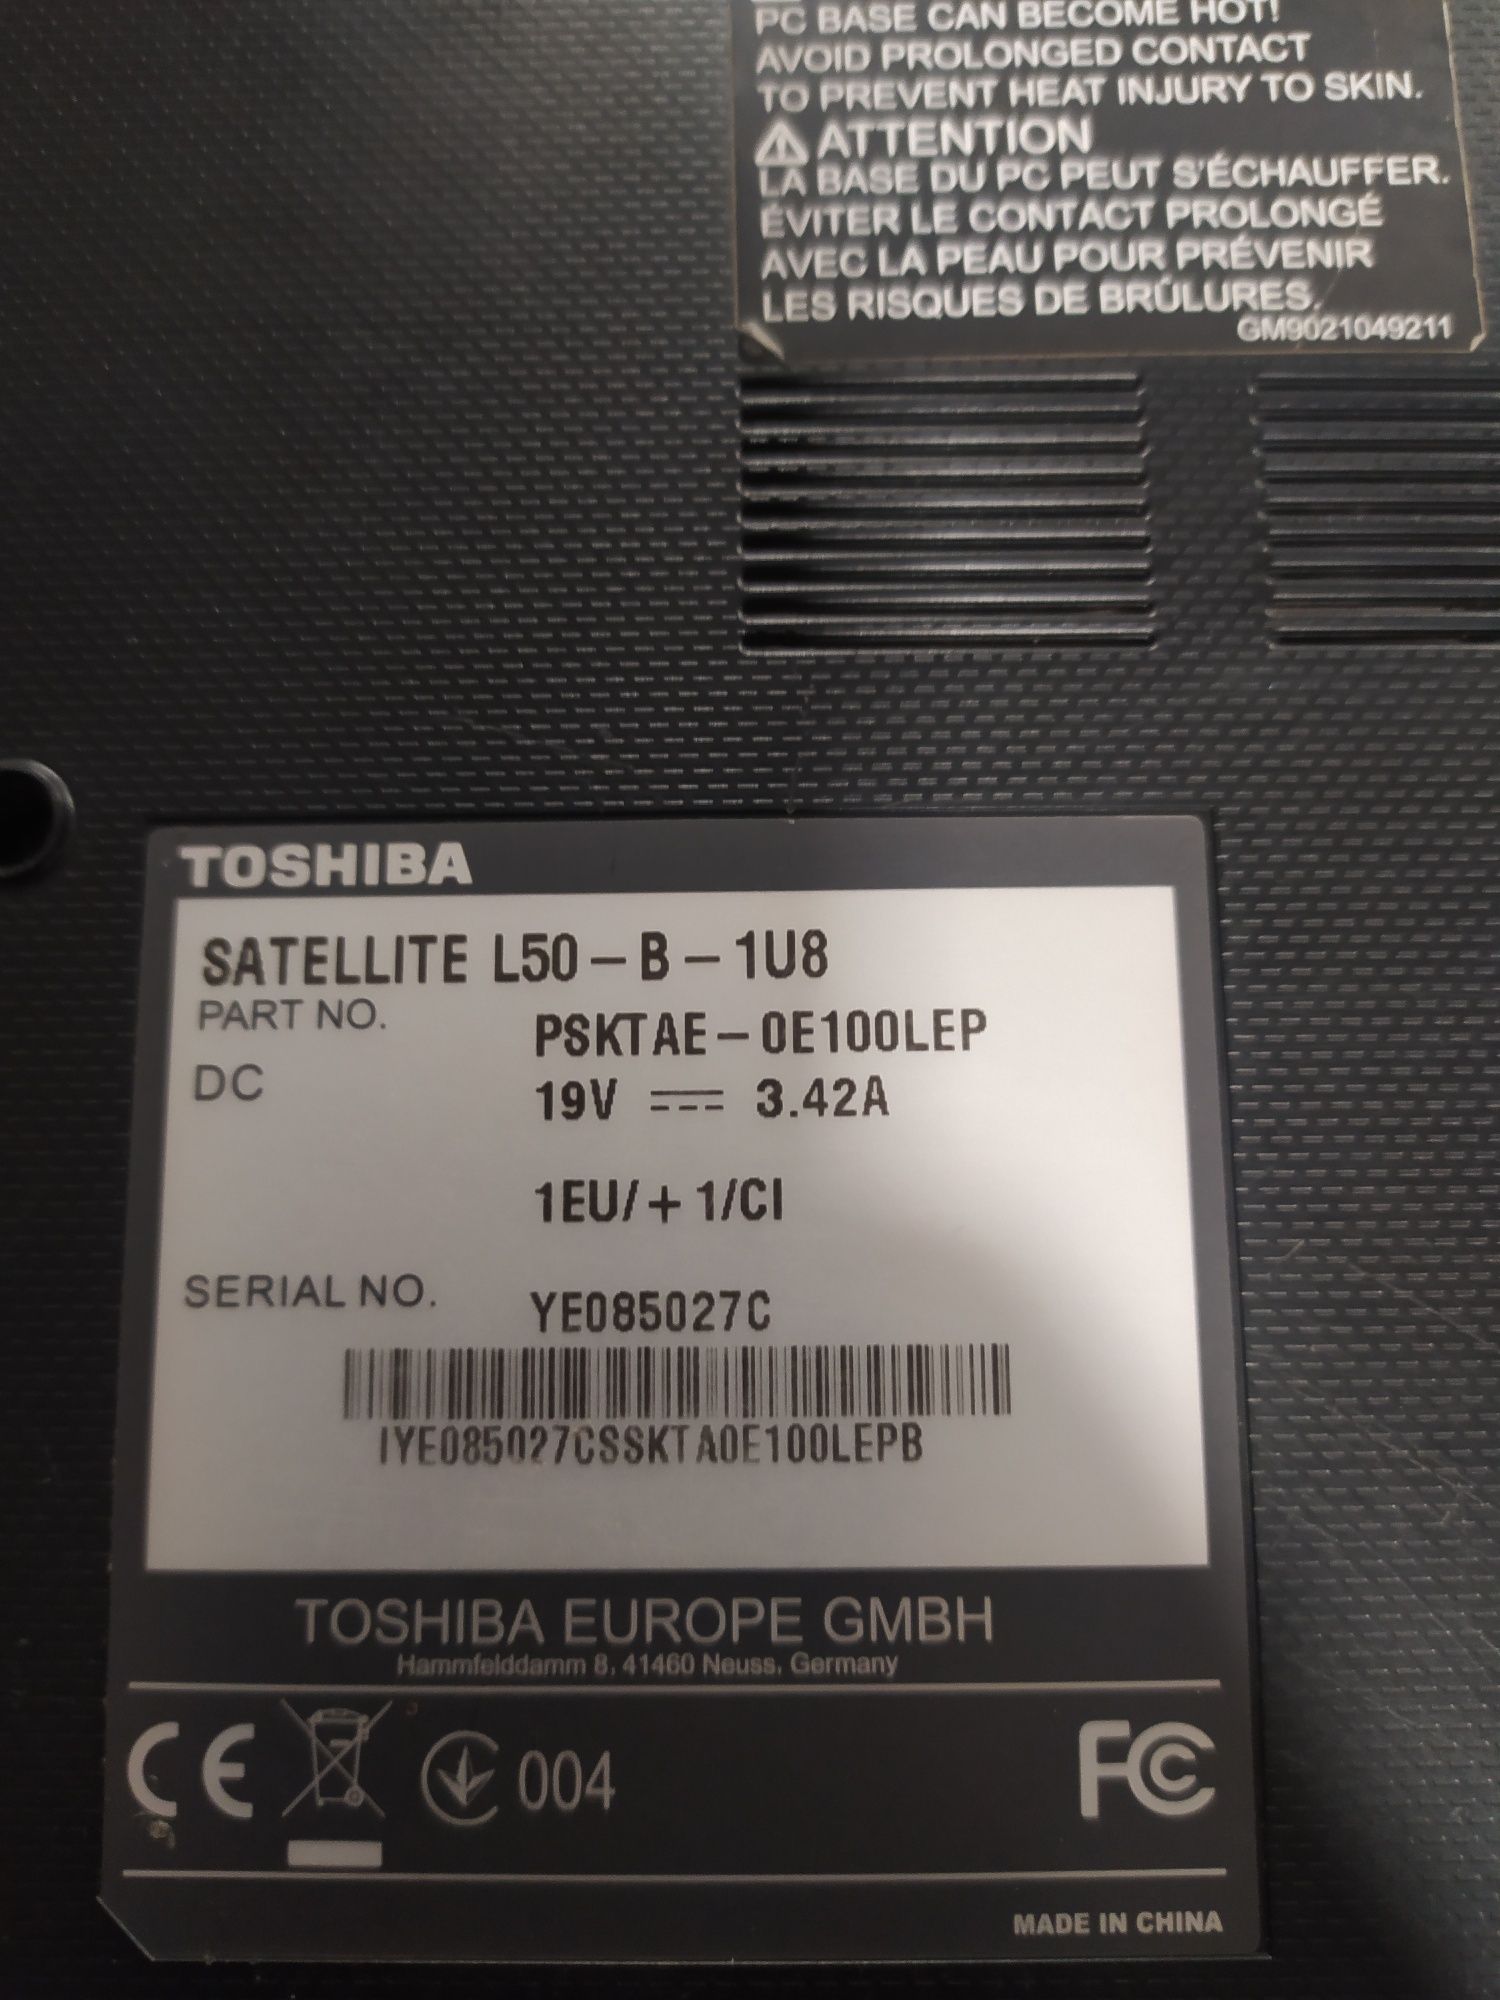 PC BASE CAN BECOME HOT!
AVOID PROLONGED CONTACT
TO PREVENT HEAT INJURY TO SKIN.
ATTENTION
LA BASE DU PC PEUT S'ÉCHAUFFER.
ÉVITER LE CONTACT PROLONGÉ
AVEC LA PEAU POUR PRÉVENIR
LES RISQUES DE BRÛLURES.
GM9021049211
TOSHIBA
SATELLITE L50-B-1U8
PART NO. PSKTAE-0E100LEP
DC 19V ⎓ 3.42A
1EU/+1/CI
SERIAL NO. YE085027C
IYE085027CSSKTA0E100LEPB
TOSHIBA EUROPE GMBH
Hammfelddamm 8, 41460 Neuss, Germany
CE 004 FC
MADE IN CHINA